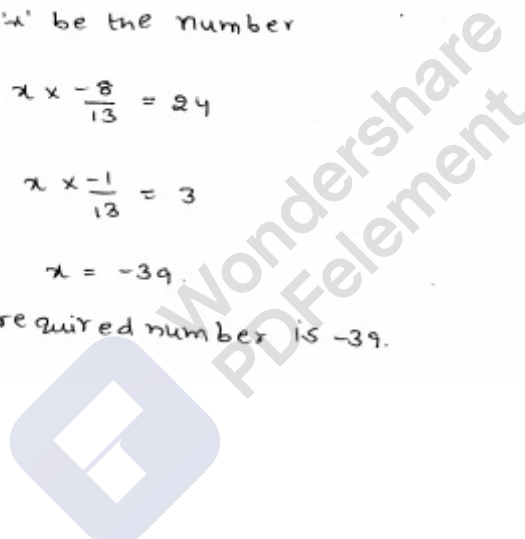 'x' be the number
x × -8/13 = 24
x × -1/13 = 3
x = -39.
required number is -39.
Wondershare
PDFelement